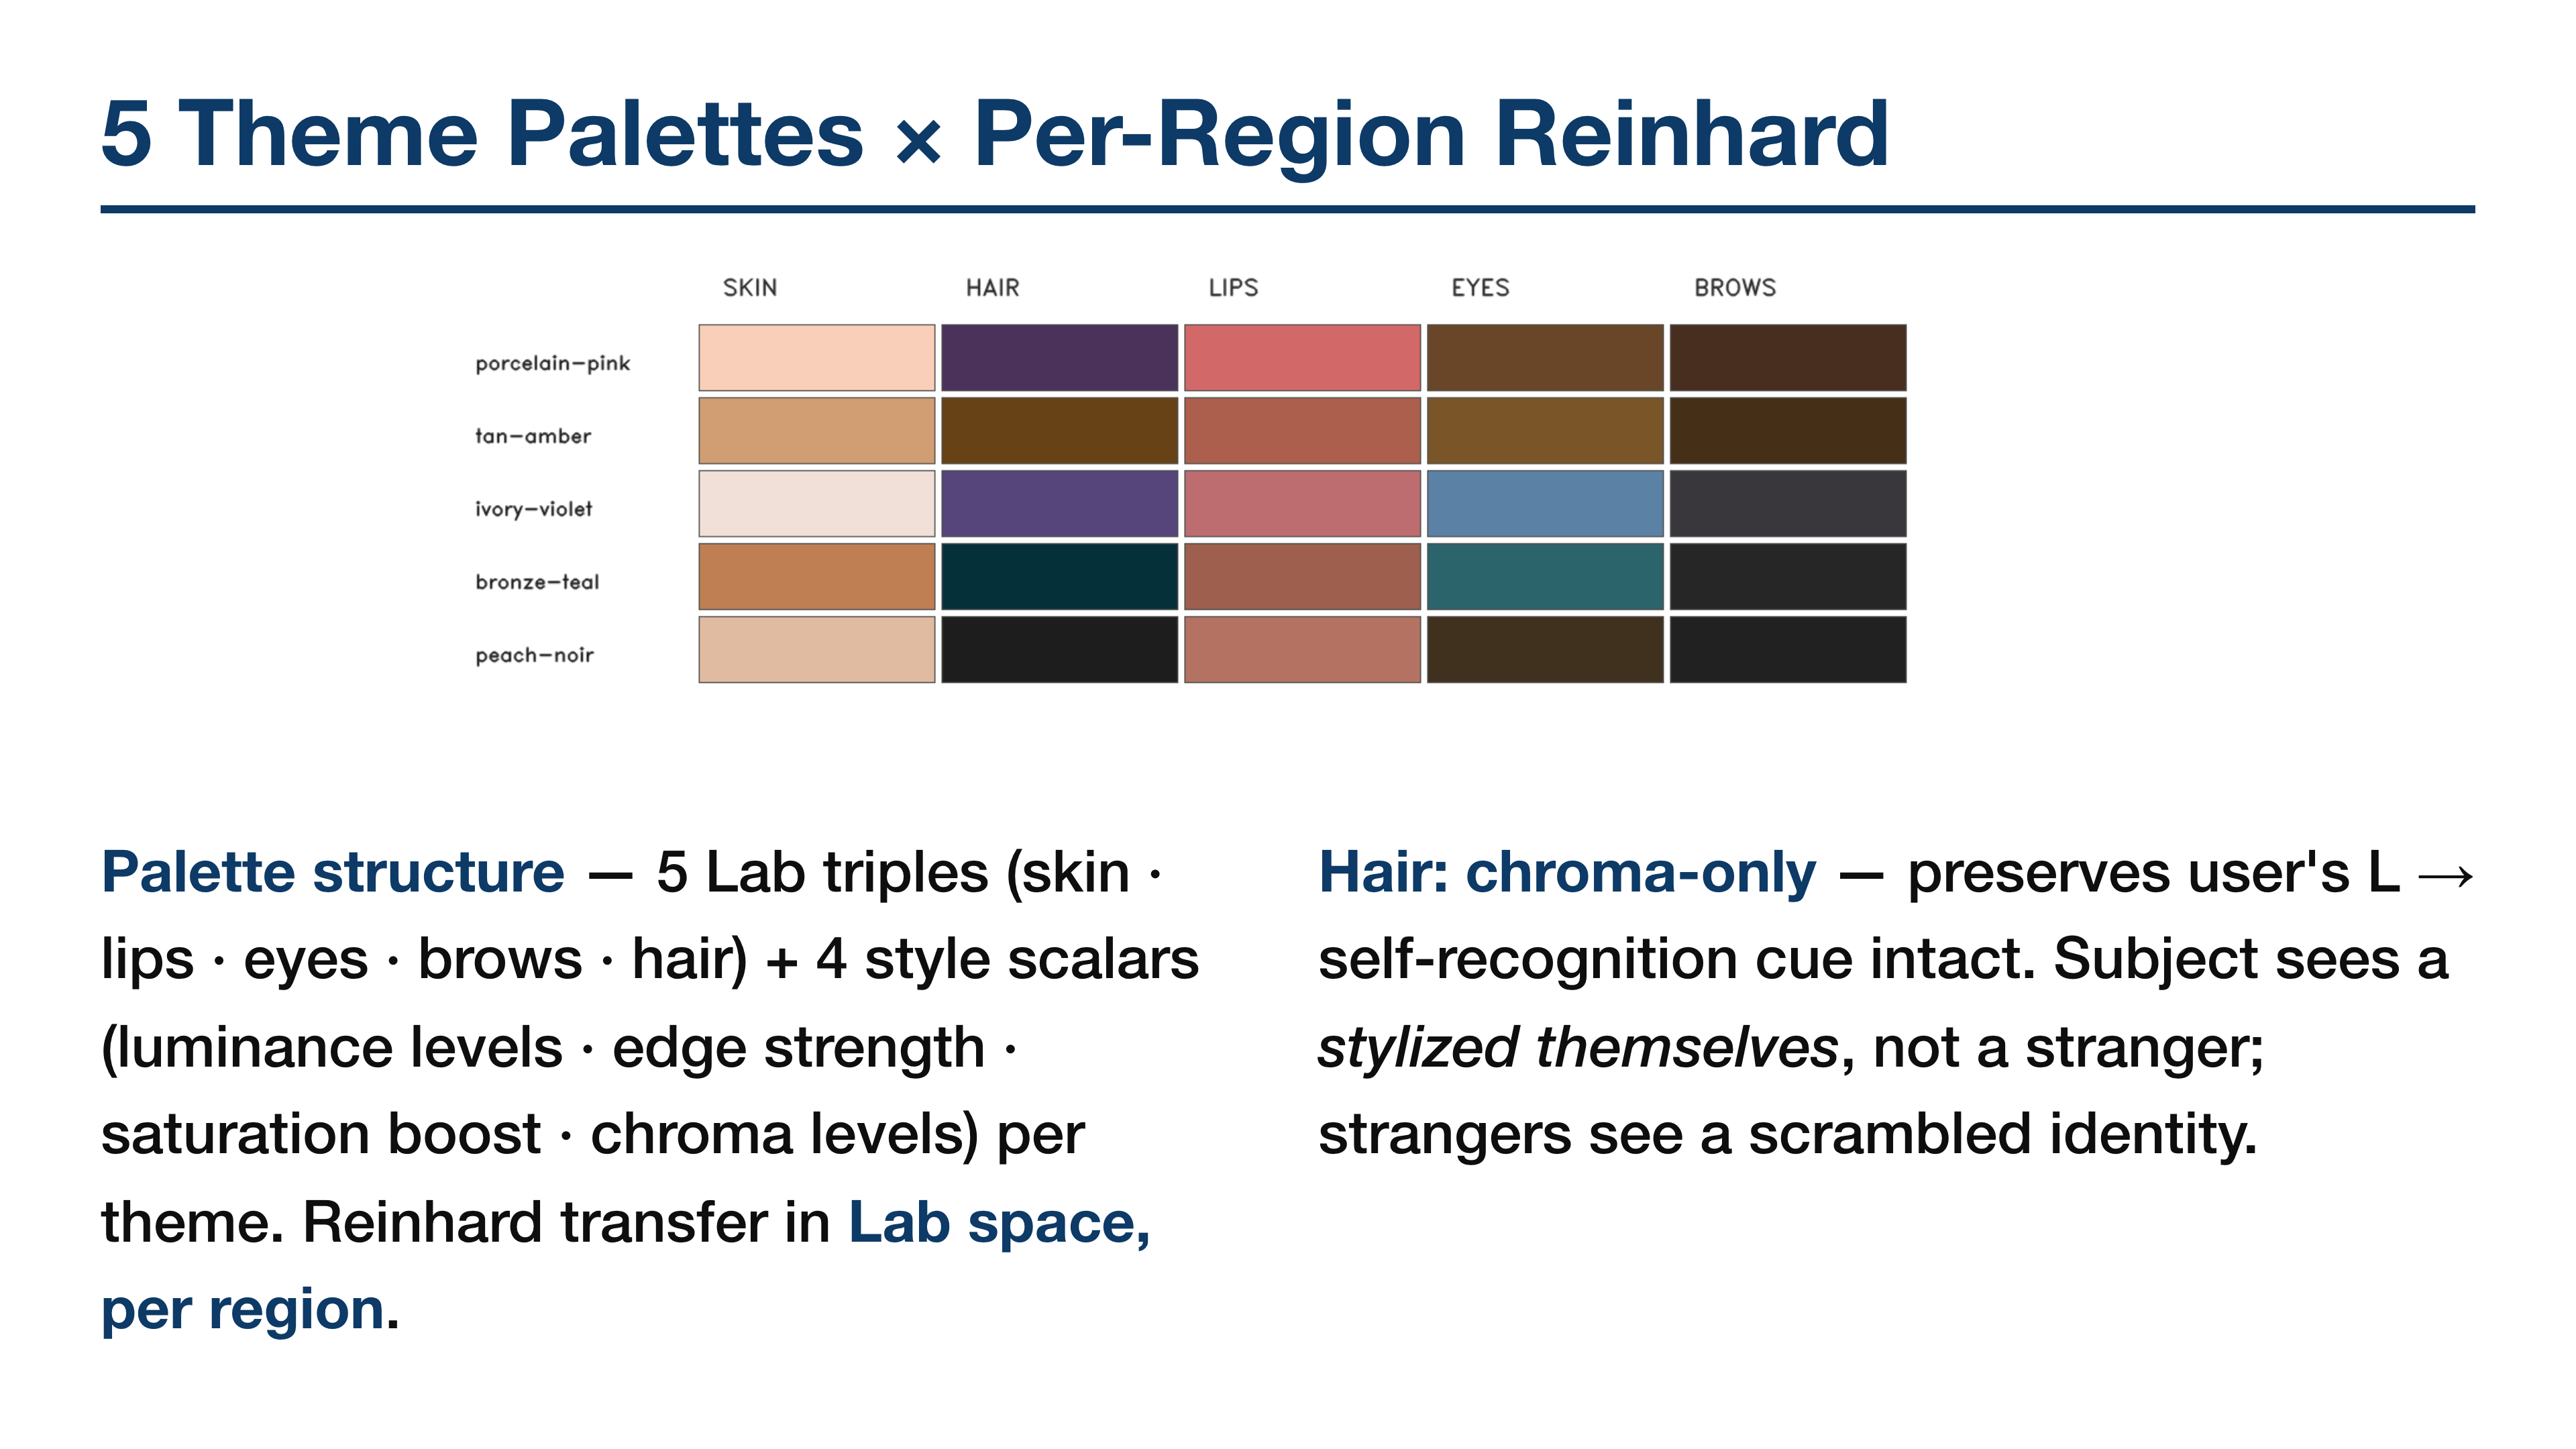 5 Theme Palettes × Per-Region Reinhard
SKIN HAIR LIPS EYES BROWS
porcelain-pink
tan-amber
ivory-violet
bronze-teal
peach-noir
Palette structure — 5 Lab triples (skin ·
lips · eyes · brows · hair) + 4 style scalars
(luminance levels · edge strength ·
saturation boost · chroma levels) per
theme. Reinhard transfer in Lab space,
per region.
Hair: chroma-only — preserves user's L →
self-recognition cue intact. Subject sees a
stylized themselves, not a stranger;
strangers see a scrambled identity.